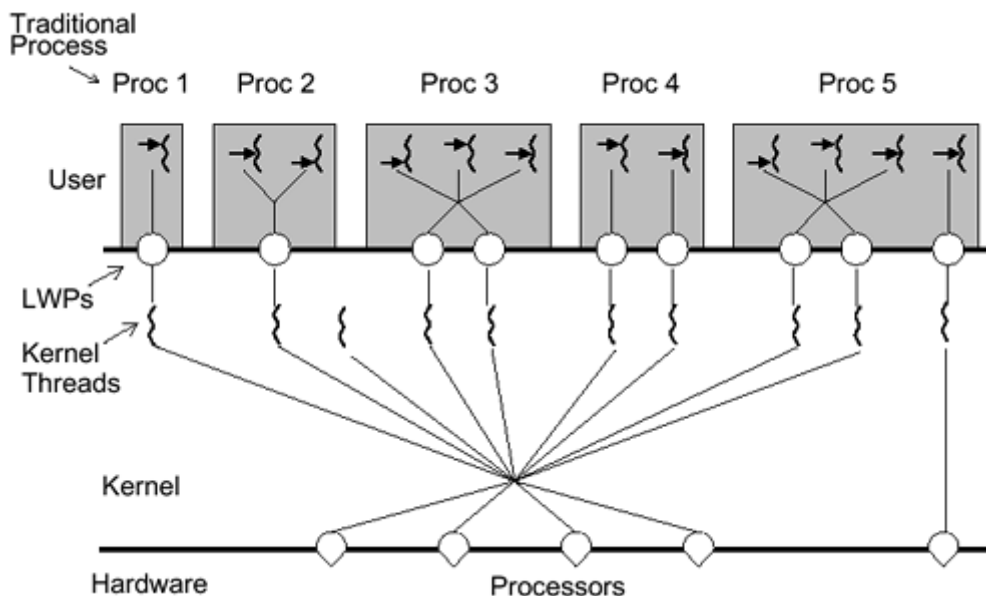 Traditional
Process
Proc 1
Proc 2
Proc 3
Proc 4
Proc 5
User
LWPs
Kernel
Threads
Kernel
Hardware
Processors